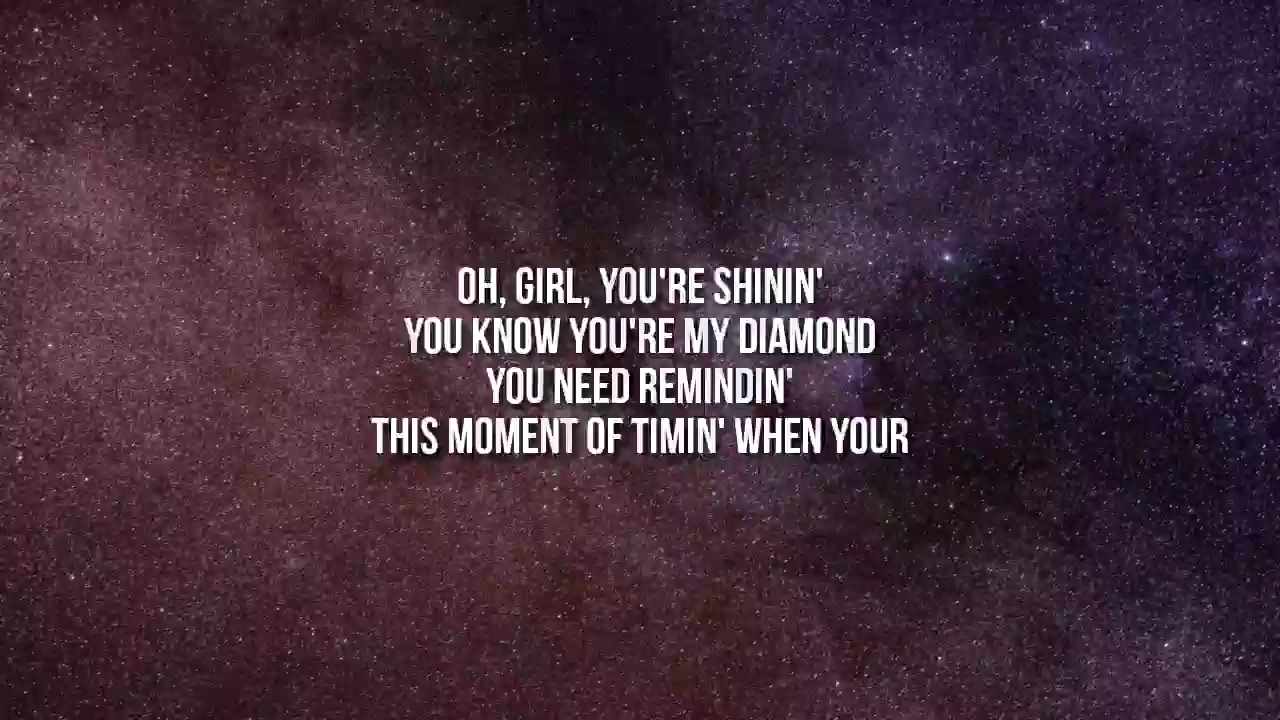 OH, GIRL, YOU'RE SHININ'
YOU KNOW YOU'RE MY DIAMOND
YOU NEED REMINDIN'
THIS MOMENT OF TIMIN' WHEN YOUR